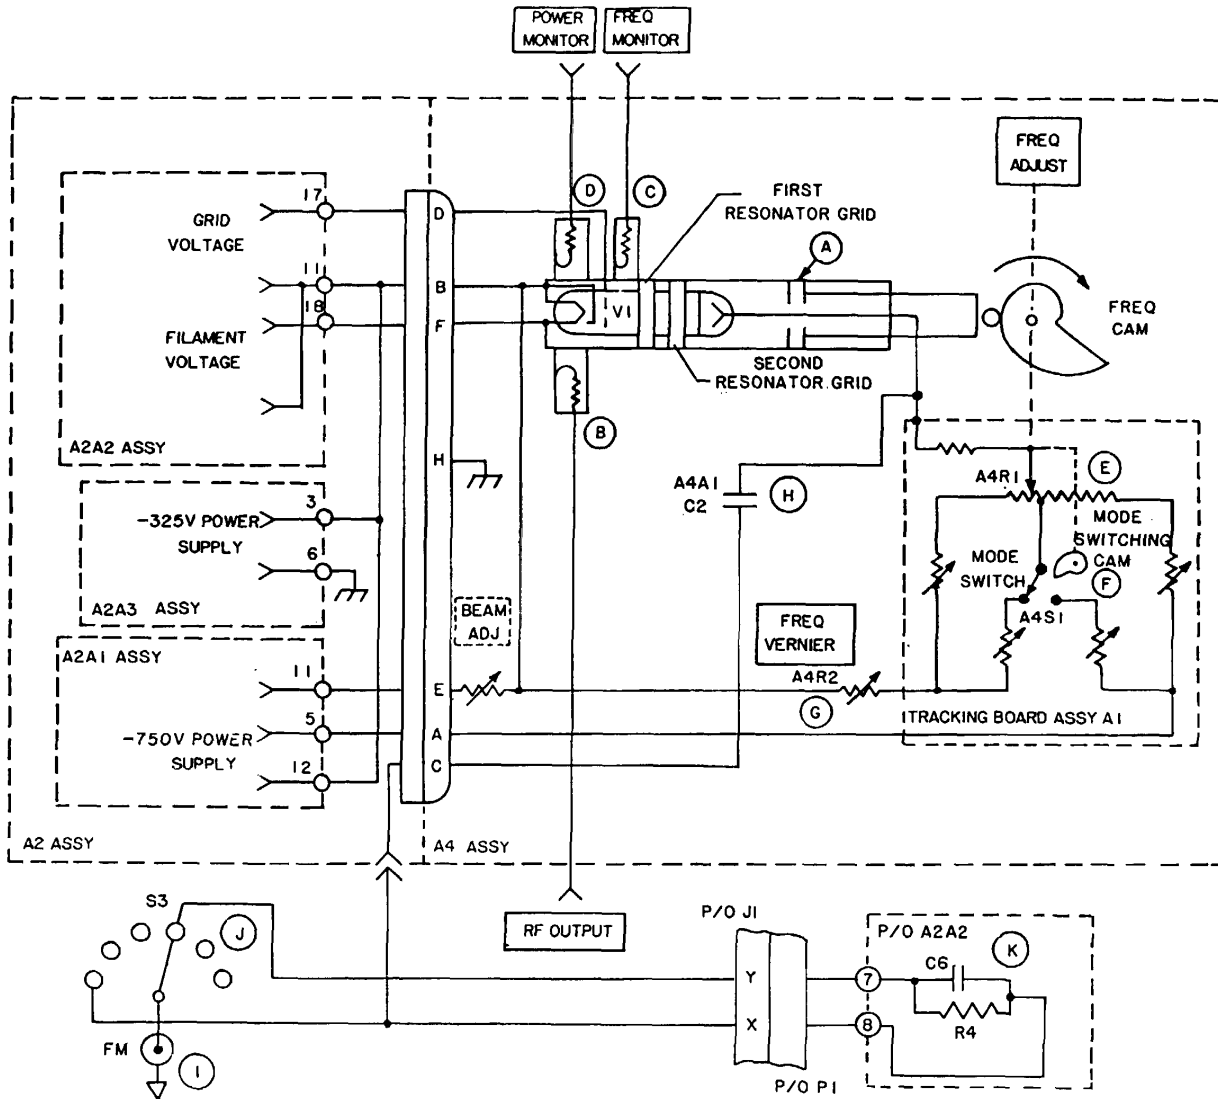 POWER
MONITOR
FREQ
MONITOR
FREQ
ADJUST
17
D
C
FIRST
RESONATOR GRID
GRID
VOLTAGE
D
A
11
B
18
V1
FREQ
CAM
F
FILAMENT
VOLTAGE
SECOND
RESONATOR GRID
B
A2A2 ASSY
H
A4A1
C2
H
A4R1
E
3
-325V POWER
SUPPLY
MODE
SWITCHING
CAM
MODE
SWITCH
6
F
A2A3 ASSY
BEAM
ADJ
FREQ
VERNIER
A4S1
A2A1 ASSY
11
E
A4R2
G
TRACKING BOARD ASSY A1
5
A
-750V POWER
SUPPLY
12
C
A2 ASSY
A4 ASSY
S3
J
RF OUTPUT
P/O J1
P/O A2A2
K
C6
Y
7
R4
X
8
FM
I
P/O P1